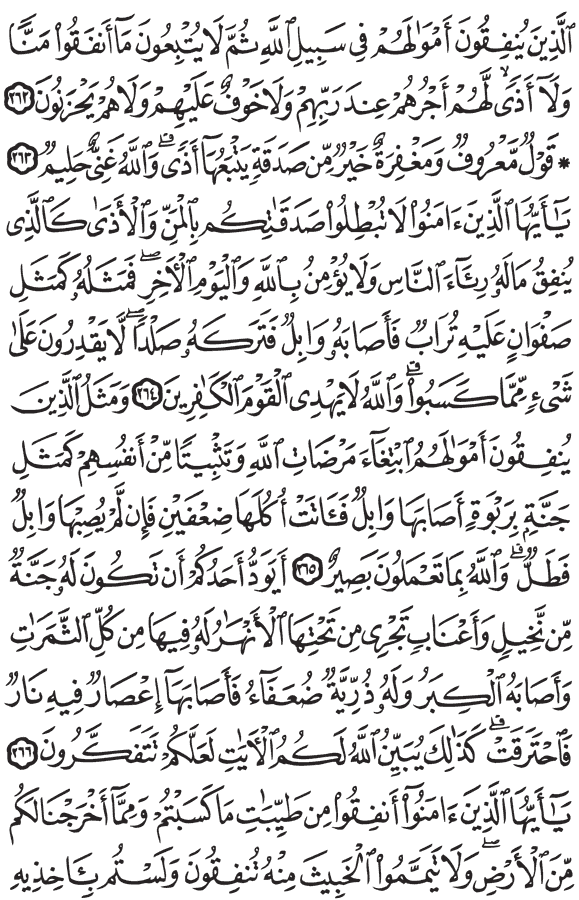 ٱلَّذِينَ يُنفِقُونَ أَمْوَٰلَهُمْ فِى سَبِيلِ ٱللَّهِ ثُمَّ لَا يُتْبِعُونَ مَآ أَنفَقُوا۟ مَنًّا
وَلَآ أَذًى ۙ لَّهُمْ أَجْرُهُمْ عِندَ رَبِّهِمْ وَلَا خَوْفٌ عَلَيْهِمْ وَلَا هُمْ يَحْزَنُونَ ٢٦٢
* قَوْلٌ مَّعْرُوفٌ وَمَغْفِرَةٌ خَيْرٌ مِّن صَدَقَةٍ يَتْبَعُهَآ أَذًى ۗ وَٱللَّهُ غَنِىٌّ حَلِيمٌ ٢٦٣
يَـٰٓأَيُّهَا ٱلَّذِينَ ءَامَنُوا۟ لَا تُبْطِلُوا۟ صَدَقَـٰتِكُم بِٱلْمَنِّ وَٱلْأَذَىٰ كَٱلَّذِى
يُنفِقُ مَالَهُۥ رِئَآءَ ٱلنَّاسِ وَلَا يُؤْمِنُ بِٱللَّهِ وَٱلْيَوْمِ ٱلْـَٔاخِرِ ۖ فَمَثَلُهُۥ كَمَثَلِ
صَفْوَانٍ عَلَيْهِ تُرَابٌ فَأَصَابَهُۥ وَابِلٌ فَتَرَكَهُۥ صَلْدًا ۖ لَّا يَقْدِرُونَ عَلَىٰ
شَىْءٍ مِّمَّا كَسَبُوا۟ ۗ وَٱللَّهُ لَا يَهْدِى ٱلْقَوْمَ ٱلْكَـٰفِرِينَ ٢٦٤ وَمَثَلُ ٱلَّذِينَ
يُنفِقُونَ أَمْوَٰلَهُمُ ٱبْتِغَآءَ مَرْضَاتِ ٱللَّهِ وَتَثْبِيتًا مِّنْ أَنفُسِهِمْ كَمَثَلِ
جَنَّةٍۭ بِرَبْوَةٍ أَصَابَهَا وَابِلٌ فَـَٔاتَتْ أُكُلَهَا ضِعْفَيْنِ فَإِن لَّمْ يُصِبْهَا وَابِلٌ
فَطَلٌّ ۗ وَٱللَّهُ بِمَا تَعْمَلُونَ بَصِيرٌ ٢٦٥ أَيَوَدُّ أَحَدُكُمْ أَن تَكُونَ لَهُۥ جَنَّةٌ
مِّن نَّخِيلٍ وَأَعْنَابٍ تَجْرِى مِن تَحْتِهَا ٱلْأَنْهَـٰرُ لَهُۥ فِيهَا مِن كُلِّ ٱلثَّمَرَٰتِ
وَأَصَابَهُ ٱلْكِبَرُ وَلَهُۥ ذُرِّيَّةٌ ضُعَفَآءُ فَأَصَابَهَآ إِعْصَارٌ فِيهِ نَارٌ
فَٱحْتَرَقَتْ ۗ كَذَٰلِكَ يُبَيِّنُ ٱللَّهُ لَكُمُ ٱلْـَٔايَـٰتِ لَعَلَّكُمْ تَتَفَكَّرُونَ ٢٦٦
يَـٰٓأَيُّهَا ٱلَّذِينَ ءَامَنُوٓا۟ أَنفِقُوا۟ مِن طَيِّبَـٰتِ مَا كَسَبْتُمْ وَمِمَّآ أَخْرَجْنَا لَكُم
مِّنَ ٱلْأَرْضِ ۖ وَلَا تَيَمَّمُوا۟ ٱلْخَبِيثَ مِنْهُ تُنفِقُونَ وَلَسْتُم بِـَٔاخِذِيهِ